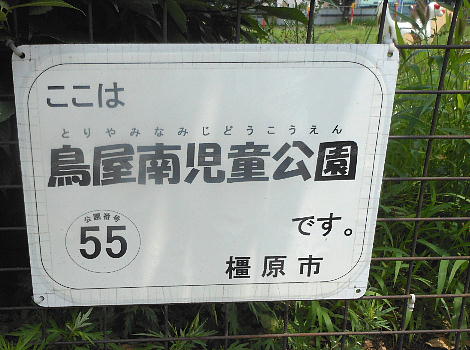 ここは
とりやみなみじどうこうえん
鳥屋南児童公園
公園番号
55
です。
橿原市